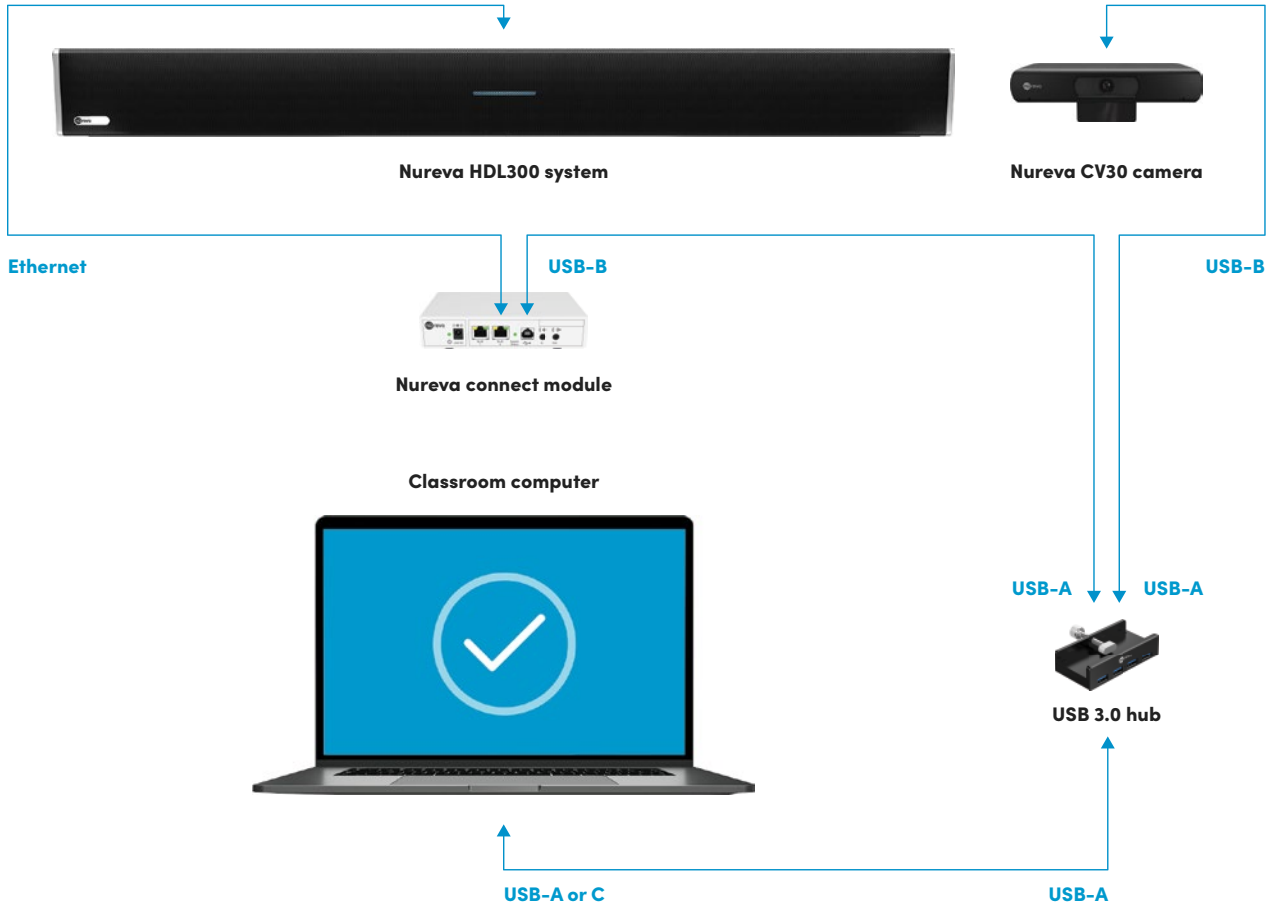 Nureva HDL300 system
Nureva CV30 camera
Ethernet
USB-B
USB-B
Nureva connect module
Classroom computer
USB-A
USB-A
USB 3.0 hub
USB-A or C
USB-A